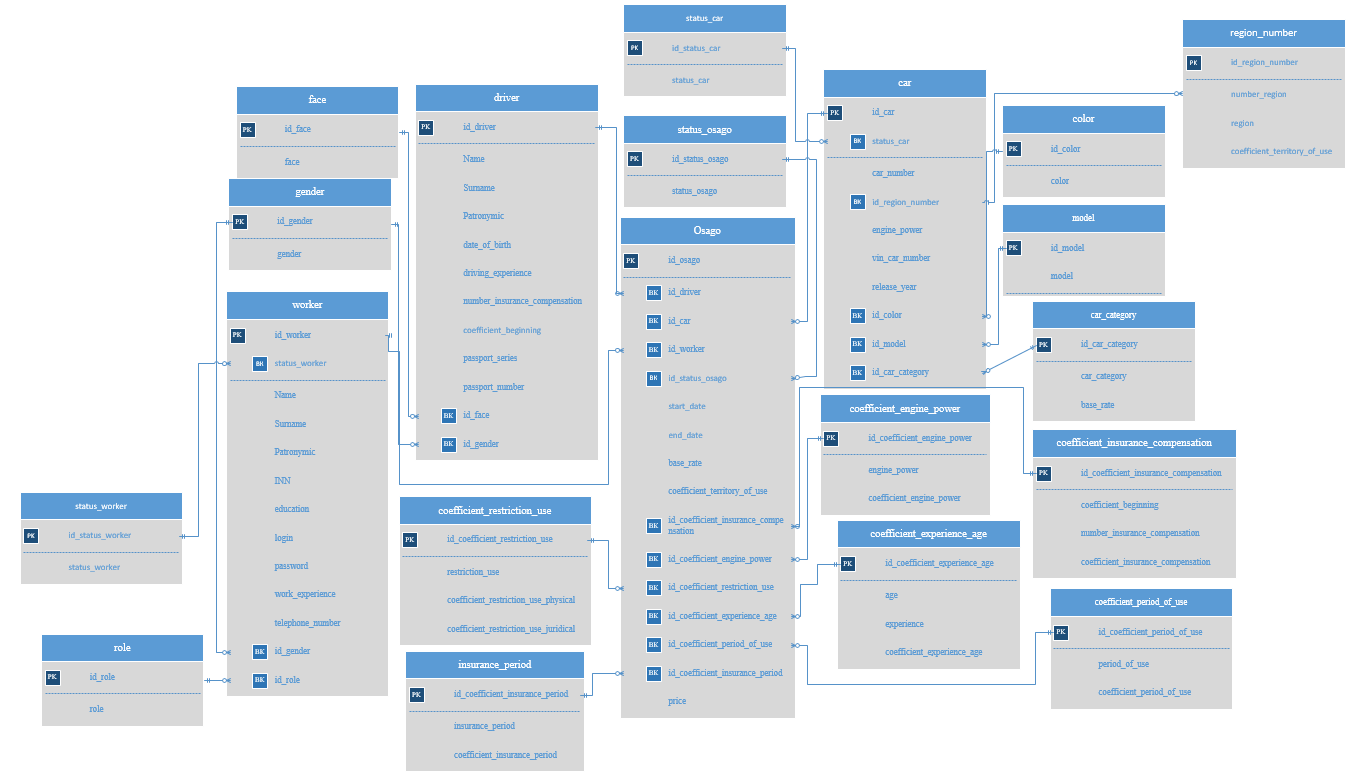 status_car
PK id_status_car
status_car
region_number
PK id_region_number
number_region
region
coefficient_territory_of_use
face
PK id_face
face
driver
PK id_driver
Name
Surname
Patronymic
date_of_birth
driving_experience
number_insurance_compensation
coefficient_beginning
passport_series
passport_number
BK id_face
BK id_gender
status_osago
PK id_status_osago
status_osago
car
PK id_car
BK status_car
car_number
BK id_region_number
engine_power
vin_car_number
release_year
BK id_color
BK id_model
BK id_car_category
color
PK id_color
color
gender
PK id_gender
gender
model
PK id_model
model
Osago
PK id_osago
BK id_driver
BK id_car
BK id_worker
BK id_status_osago
start_date
end_date
base_rate
coefficient_territory_of_use
BK id_coefficient_insurance_compe
nsation
BK id_coefficient_engine_power
BK id_coefficient_restriction_use
BK id_coefficient_experience_age
BK id_coefficient_period_of_use
BK id_coefficient_insurance_period
price
worker
PK id_worker
BK status_worker
Name
Surname
Patronymic
INN
education
login
password
work_experience
telephone_number
BK id_gender
BK id_role
car_category
PK id_car_category
car_category
base_rate
coefficient_engine_power
PK id_coefficient_engine_power
engine_power
coefficient_engine_power
coefficient_insurance_compensation
PK id_coefficient_insurance_compensation
coefficient_beginning
number_insurance_compensation
coefficient_insurance_compensation
status_worker
PK id_status_worker
status_worker
coefficient_restriction_use
PK id_coefficient_restriction_use
restriction_use
coefficient_restriction_use_physical
coefficient_restriction_use_juridical
coefficient_experience_age
PK id_coefficient_experience_age
age
experience
coefficient_experience_age
coefficient_period_of_use
PK id_coefficient_period_of_use
period_of_use
coefficient_period_of_use
role
PK id_role
role
insurance_period
PK id_coefficient_insurance_period
insurance_period
coefficient_insurance_period